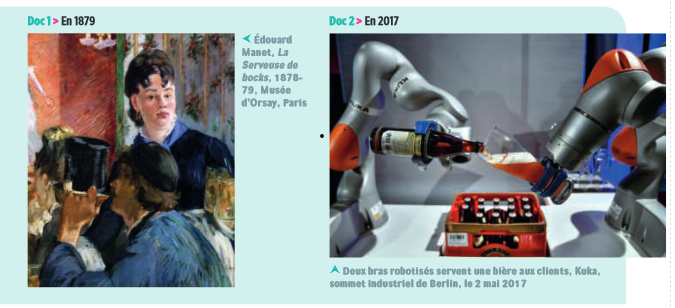 Doc 1 > En 1879
Édouard
Manet, La
Serveuse de
bocks, 1878-
79, Musée
d'Orsay, Paris
Doc 2 > En 2017
KUKA
Deux bras robotisés servent une bière aux clients, Kuka,
sommet industriel de Berlin, le 2 mai 2017